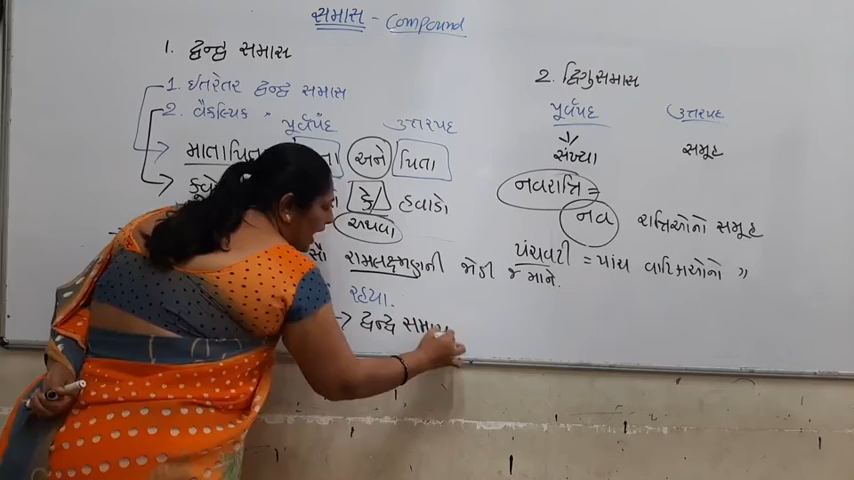 સમાસ - Compound
1. દ્વન્દ્વ સમાસ
1. ઈતરેતર દ્વન્દ્વ સમાસ
2. વૈકલ્પિક "
પૂર્વપદ ઉત્તરપદ
માતાપિતા અને પિતા
કે હવાડો
અથવા
સૌ રામલક્ષ્મણની જોડી જ માને.
રહ્યા.
→ દ્વન્દ્વ સમાસ
2. દ્વિગુસમાસ
પૂર્વપદ ઉત્તરપદ
સંખ્યા સમૂહ
નવરાત્રિ =
નવ રાત્રિઓનો સમૂહ
પંચવટી = પાંચ વાટિકાઓનો "